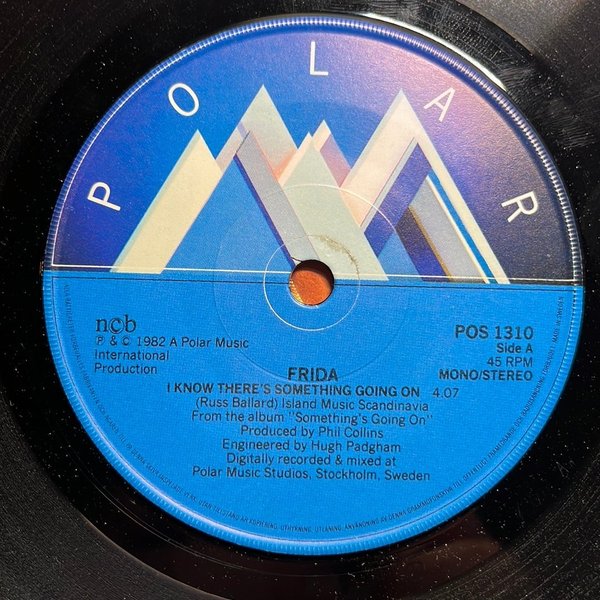 POLAR
ncb
℗ & © 1982 A Polar Music
International
Production
POS 1310
Side A
45 RPM
MONO/STEREO
FRIDA
I KNOW THERE'S SOMETHING GOING ON 4.07
(Russ Ballard) Island Music Scandinavia
From the album "Something's Going On"
Produced by Phil Collins
Engineered by Hugh Padgham
Digitally recorded & mixed at
Polar Music Studios, Stockholm, Sweden